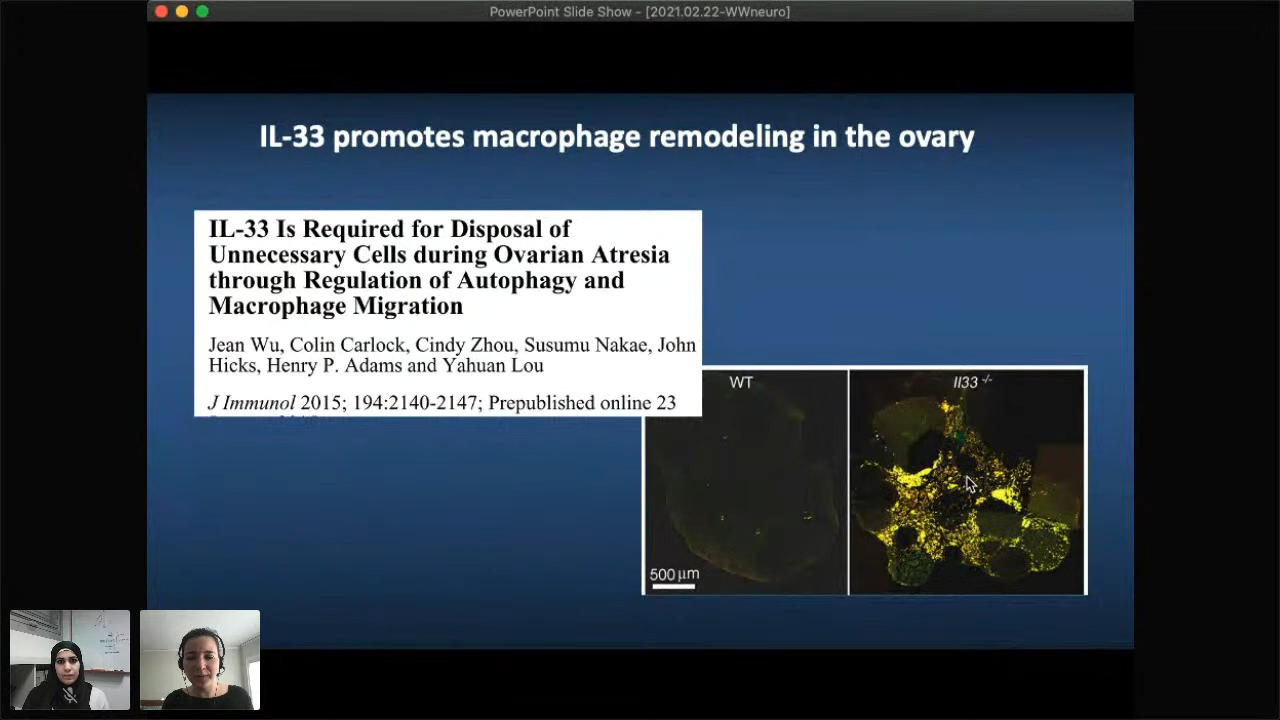 PowerPoint Slide Show - [2021.02.22-WWneuro]
IL-33 promotes macrophage remodeling in the ovary
IL-33 Is Required for Disposal of
Unnecessary Cells during Ovarian Atresia
through Regulation of Autophagy and
Macrophage Migration
Jean Wu, Colin Carlock, Cindy Zhou, Susumu Nakae, John
Hicks, Henry P. Adams and Yahuan Lou
J Immunol 2015; 194:2140-2147; Prepublished online 23
WT
Il33 -/-
500 µm